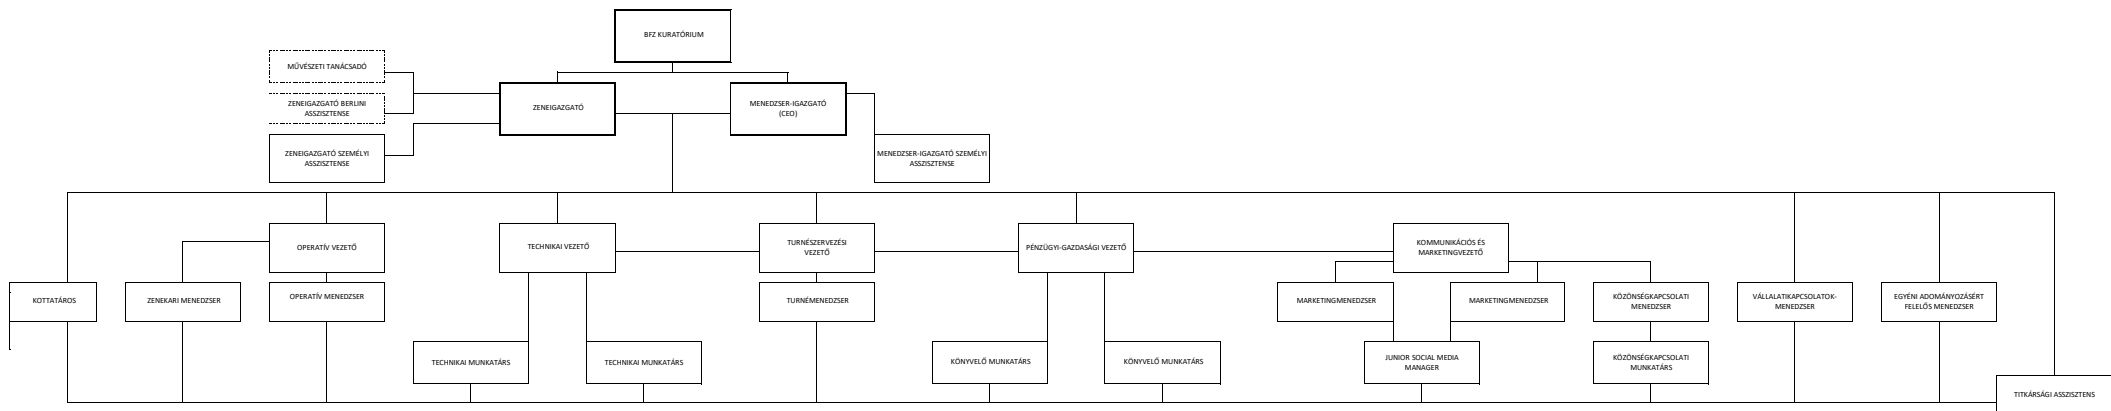 BFZ KURATÓRIUM
MŰVÉSZETI TANÁCSADÓ
ZENEIGAZGATÓ BERLINI
ASSZISZTENSE
ZENEIGAZGATÓ
MENEDZSER-IGAZGATÓ
(CEO)
ZENEIGAZGATÓ SZEMÉLYI
ASSZISZTENSE
MENEDZSER-IGAZGATÓ SZEMÉLYI
ASSZISZTENSE
OPERATÍV VEZETŐ
TECHNIKAI VEZETŐ
TURNÉSZERVEZÉSI
VEZETŐ
PÉNZÜGYI-GAZDASÁGI VEZETŐ
KOMMUNIKÁCIÓS ÉS
MARKETINGVEZETŐ
KOTTATÁROS
ZENEKARI MENEDZSER
OPERATÍV MENEDZSER
TURNÉMENEDZSER
MARKETINGMENEDZSER
MARKETINGMENEDZSER
KÖZÖNSÉGKAPCSOLATI
MENEDZSER
VÁLLALATIKAPCSOLATOK-
MENEDZSER
EGYÉNI ADOMÁNYOZÁSÉRT
FELELŐS MENEDZSER
TECHNIKAI MUNKATÁRS
TECHNIKAI MUNKATÁRS
KÖNYVELŐ MUNKATÁRS
KÖNYVELŐ MUNKATÁRS
JUNIOR SOCIAL MEDIA
MANAGER
KÖZÖNSÉGKAPCSOLATI
MUNKATÁRS
TITKÁRSÁGI ASSZISZTENS